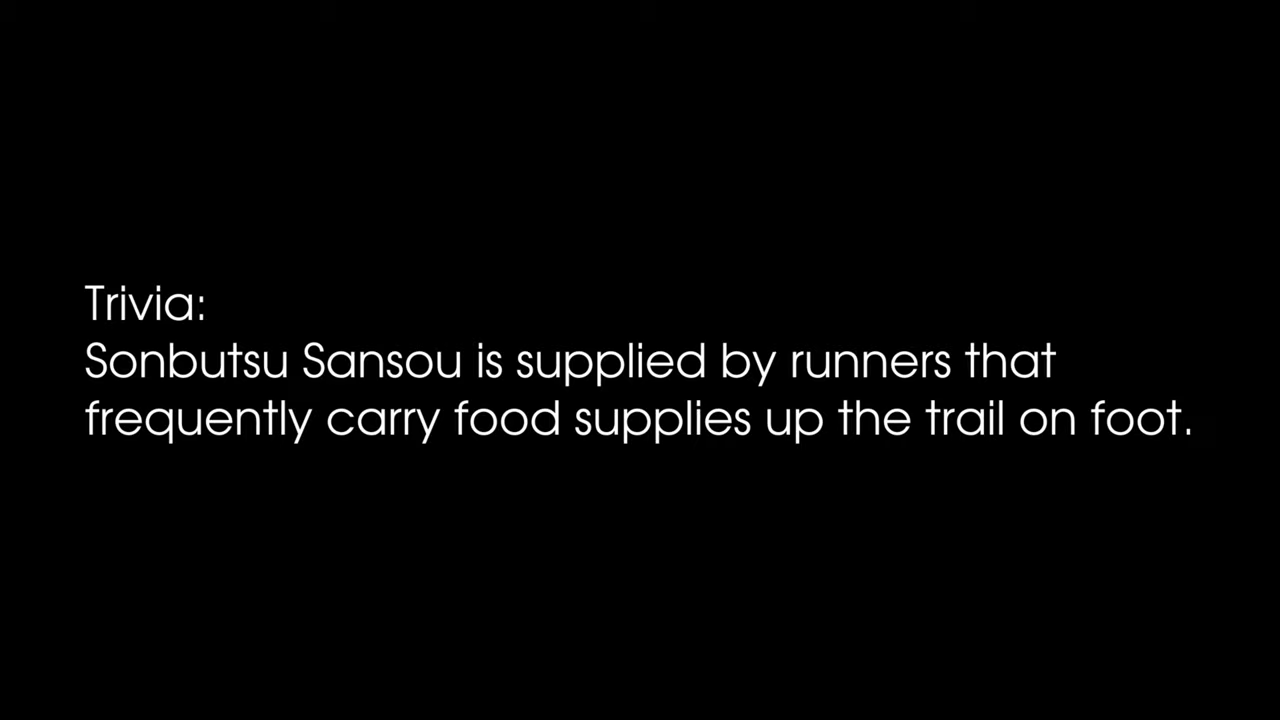 Trivia:
Sonbutsu Sansou is supplied by runners that
frequently carry food supplies up the trail on foot.